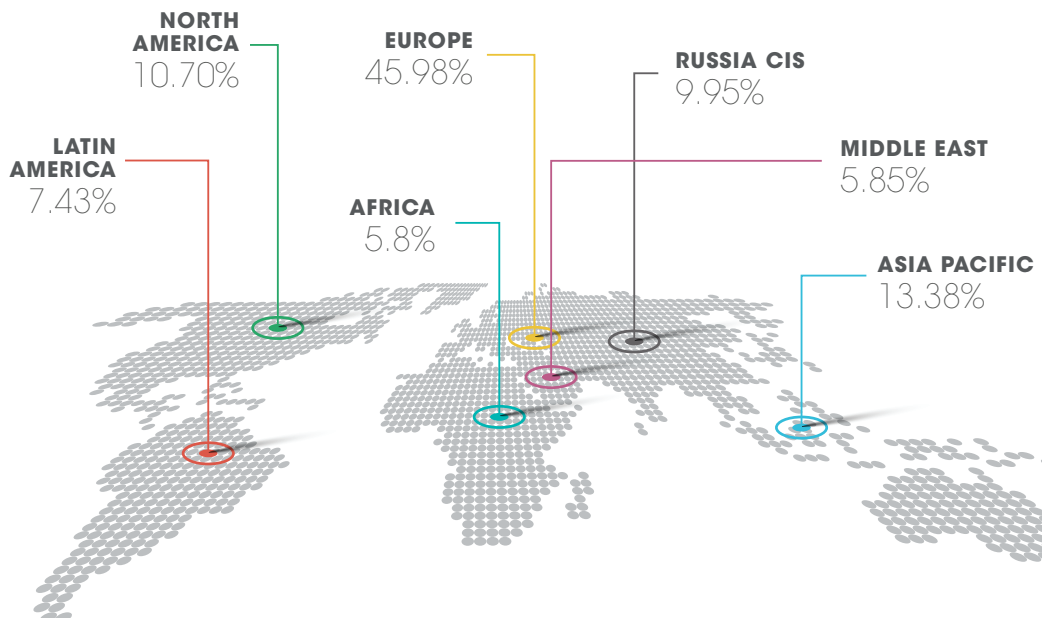 NORTH
AMERICA
10.70%
EUROPE
45.98%
RUSSIA CIS
9.95%
LATIN
AMERICA
7.43%
MIDDLE EAST
5.85%
AFRICA
5.8%
ASIA PACIFIC
13.38%